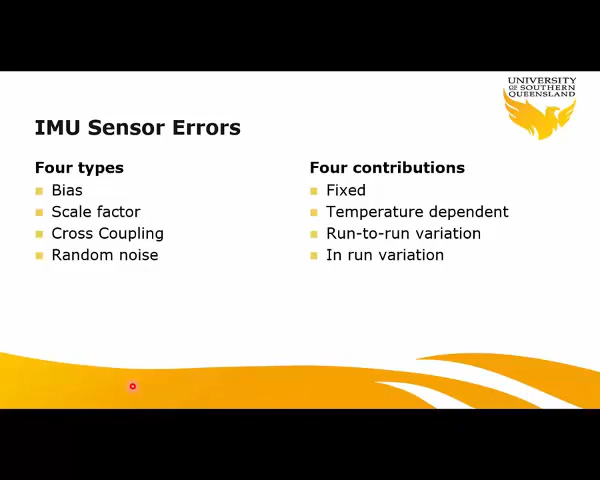 UNIVERSITY
OF SOUTHERN
QUEENSLAND
IMU Sensor Errors
Four types
Bias
Scale factor
Cross Coupling
Random noise
Four contributions
Fixed
Temperature dependent
Run-to-run variation
In run variation